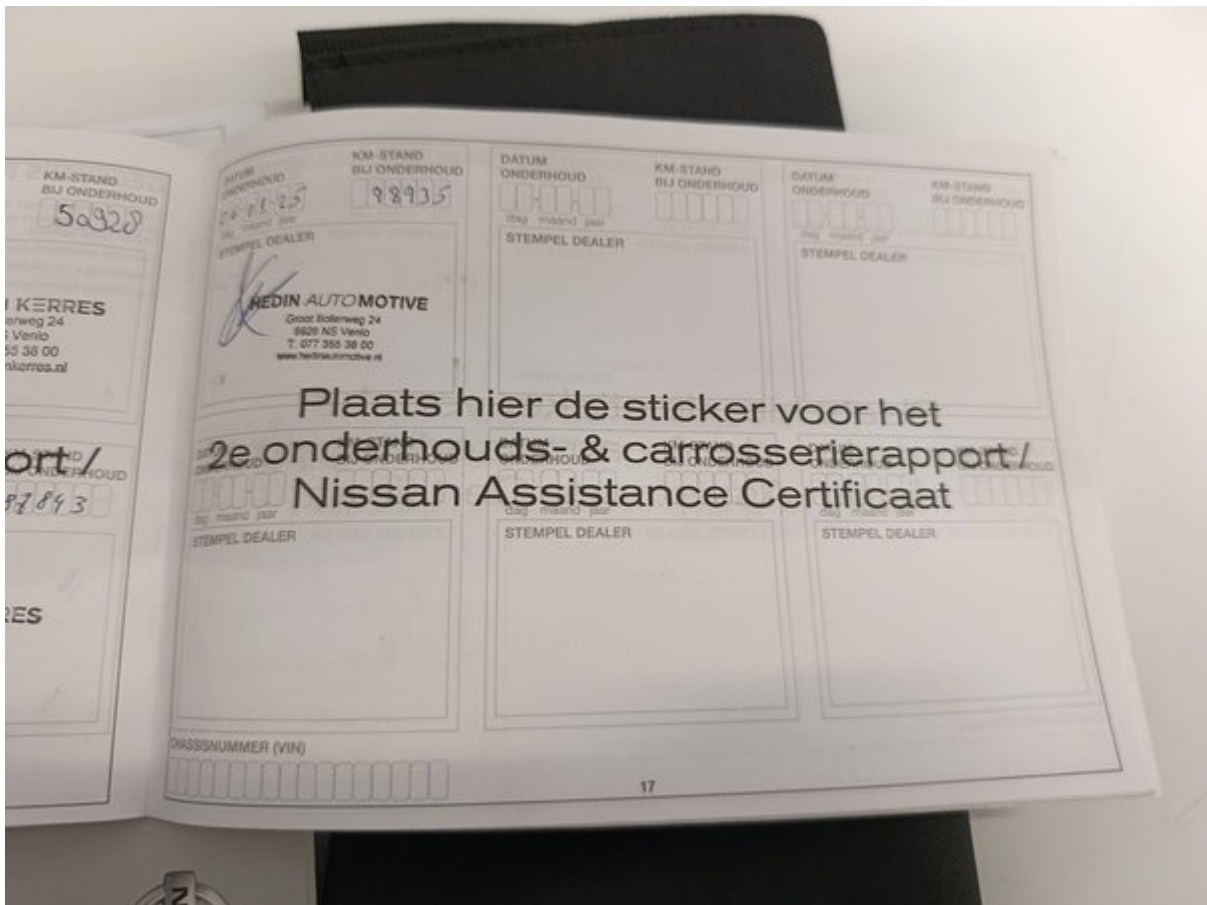 KM-STAND
BIJ ONDERHOUD
50928
KERRES
weg 24
Venlo
55 38 00
nkerres.nl
ort /
87843
RES
DATUM
ONDERHOUD
KM-STAND
BIJ ONDERHOUD
98935
dag maand jaar
STEMPEL DEALER
HEDIN AUTOMOTIVE
Groot Bollerweg 24
5928 NS Venlo
T. 077 355 38 00
www.hedinautomotive.nl
DATUM
ONDERHOUD
KM-STAND
BIJ ONDERHOUD
dag maand jaar
STEMPEL DEALER
DATUM
ONDERHOUD
KM-STAND
BIJ ONDERHOUD
dag maand jaar
STEMPEL DEALER
Plaats hier de sticker voor het
2e onderhouds- & carrosserierapport /
Nissan Assistance Certificaat
dag maand jaar
STEMPEL DEALER
dag maand jaar
STEMPEL DEALER
dag maand jaar
STEMPEL DEALER
CHASSISNUMMER (VIN)
17